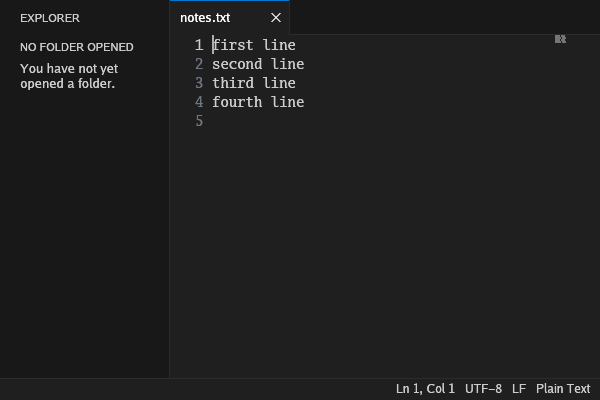 EXPLORER
NO FOLDER OPENED
You have not yet
opened a folder.
notes.txt
1 first line
2 second line
3 third line
4 fourth line
5
Ln 1, Col 1 UTF-8 LF Plain Text